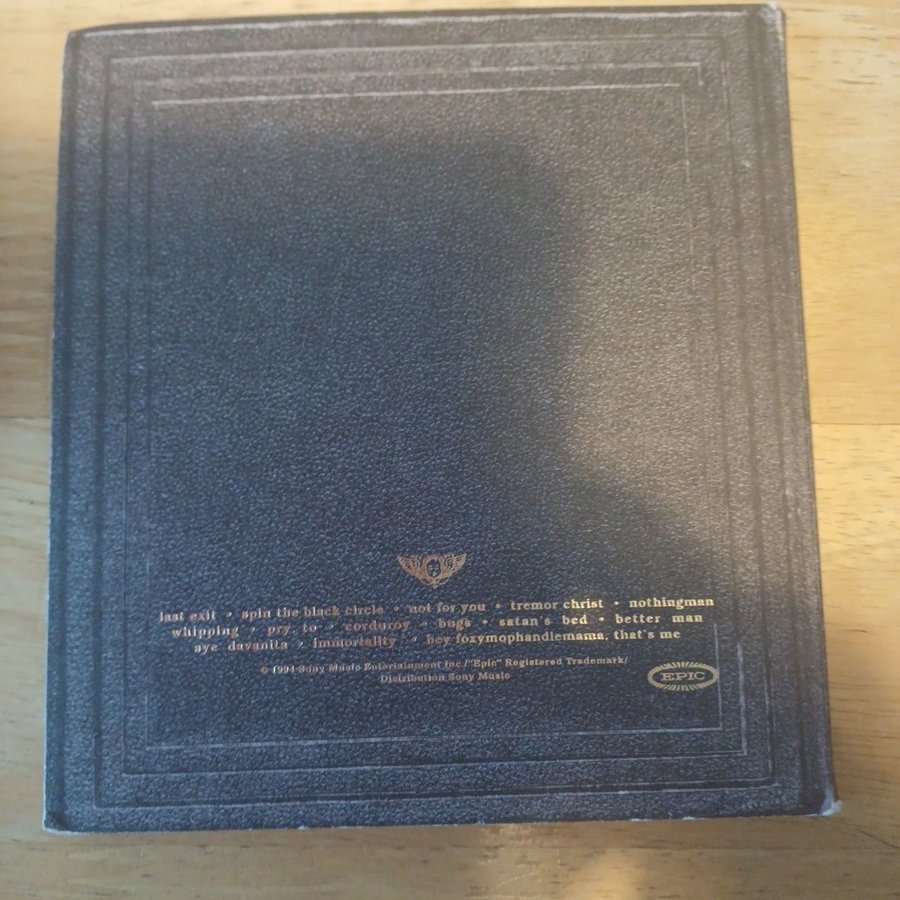 last exit • spin the black circle • not for you • tremor christ • nothingman
whipping • pry, to • corduroy • bugs • satan's bed • better man
aye davanita • immortality • hey foxymophandlemama, that's me
© 1994 Sony Music Entertainment Inc./"Epic" Registered Trademark/
Distribution Sony Music
EPIC